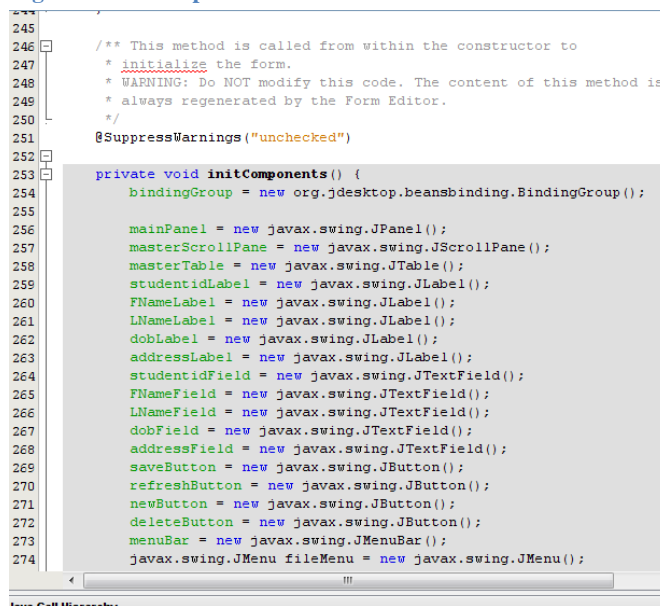 245
246 /** This method is called from within the constructor to
247 * initialize the form.
248 * WARNING: Do NOT modify this code. The content of this method is
249 * always regenerated by the Form Editor.
250 */
251 @SuppressWarnings("unchecked")
252
253 private void initComponents() {
254 bindingGroup = new org.jdesktop.beansbinding.BindingGroup();
255
256 mainPanel = new javax.swing.JPanel();
257 masterScrollPane = new javax.swing.JScrollPane();
258 masterTable = new javax.swing.JTable();
259 studentidLabel = new javax.swing.JLabel();
260 FNameLabel = new javax.swing.JLabel();
261 LNameLabel = new javax.swing.JLabel();
262 dobLabel = new javax.swing.JLabel();
263 addressLabel = new javax.swing.JLabel();
264 studentidField = new javax.swing.JTextField();
265 FNameField = new javax.swing.JTextField();
266 LNameField = new javax.swing.JTextField();
267 dobField = new javax.swing.JTextField();
268 addressField = new javax.swing.JTextField();
269 saveButton = new javax.swing.JButton();
270 refreshButton = new javax.swing.JButton();
271 newButton = new javax.swing.JButton();
272 deleteButton = new javax.swing.JButton();
273 menuBar = new javax.swing.JMenuBar();
274 javax.swing.JMenu fileMenu = new javax.swing.JMenu();
Java Call Hierarchy